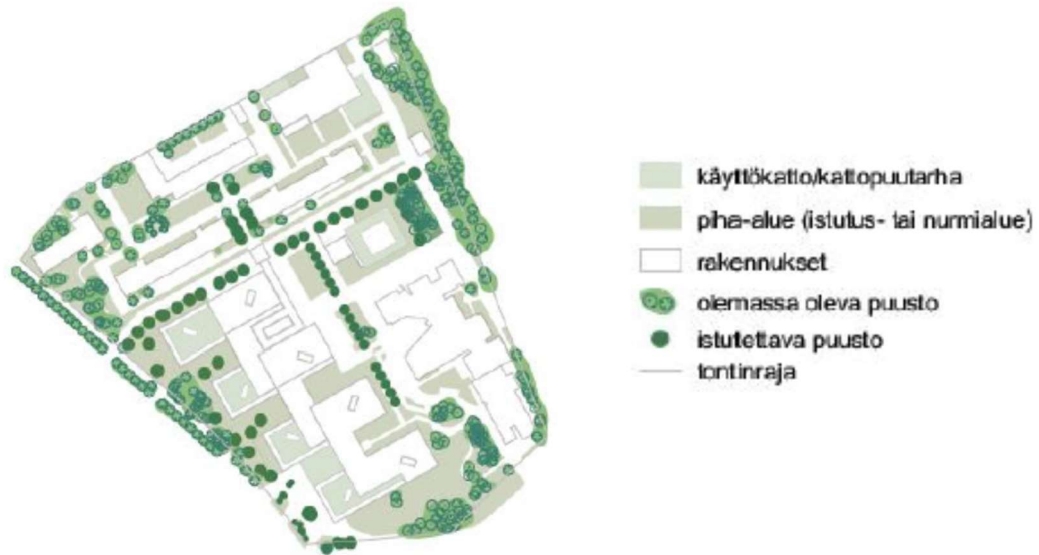 käyttökatto/kattopuutarha
piha-alue (istutus- tai nurmialue)
rakennukset
olemassa oleva puusto
istutettava puusto
tontinraja